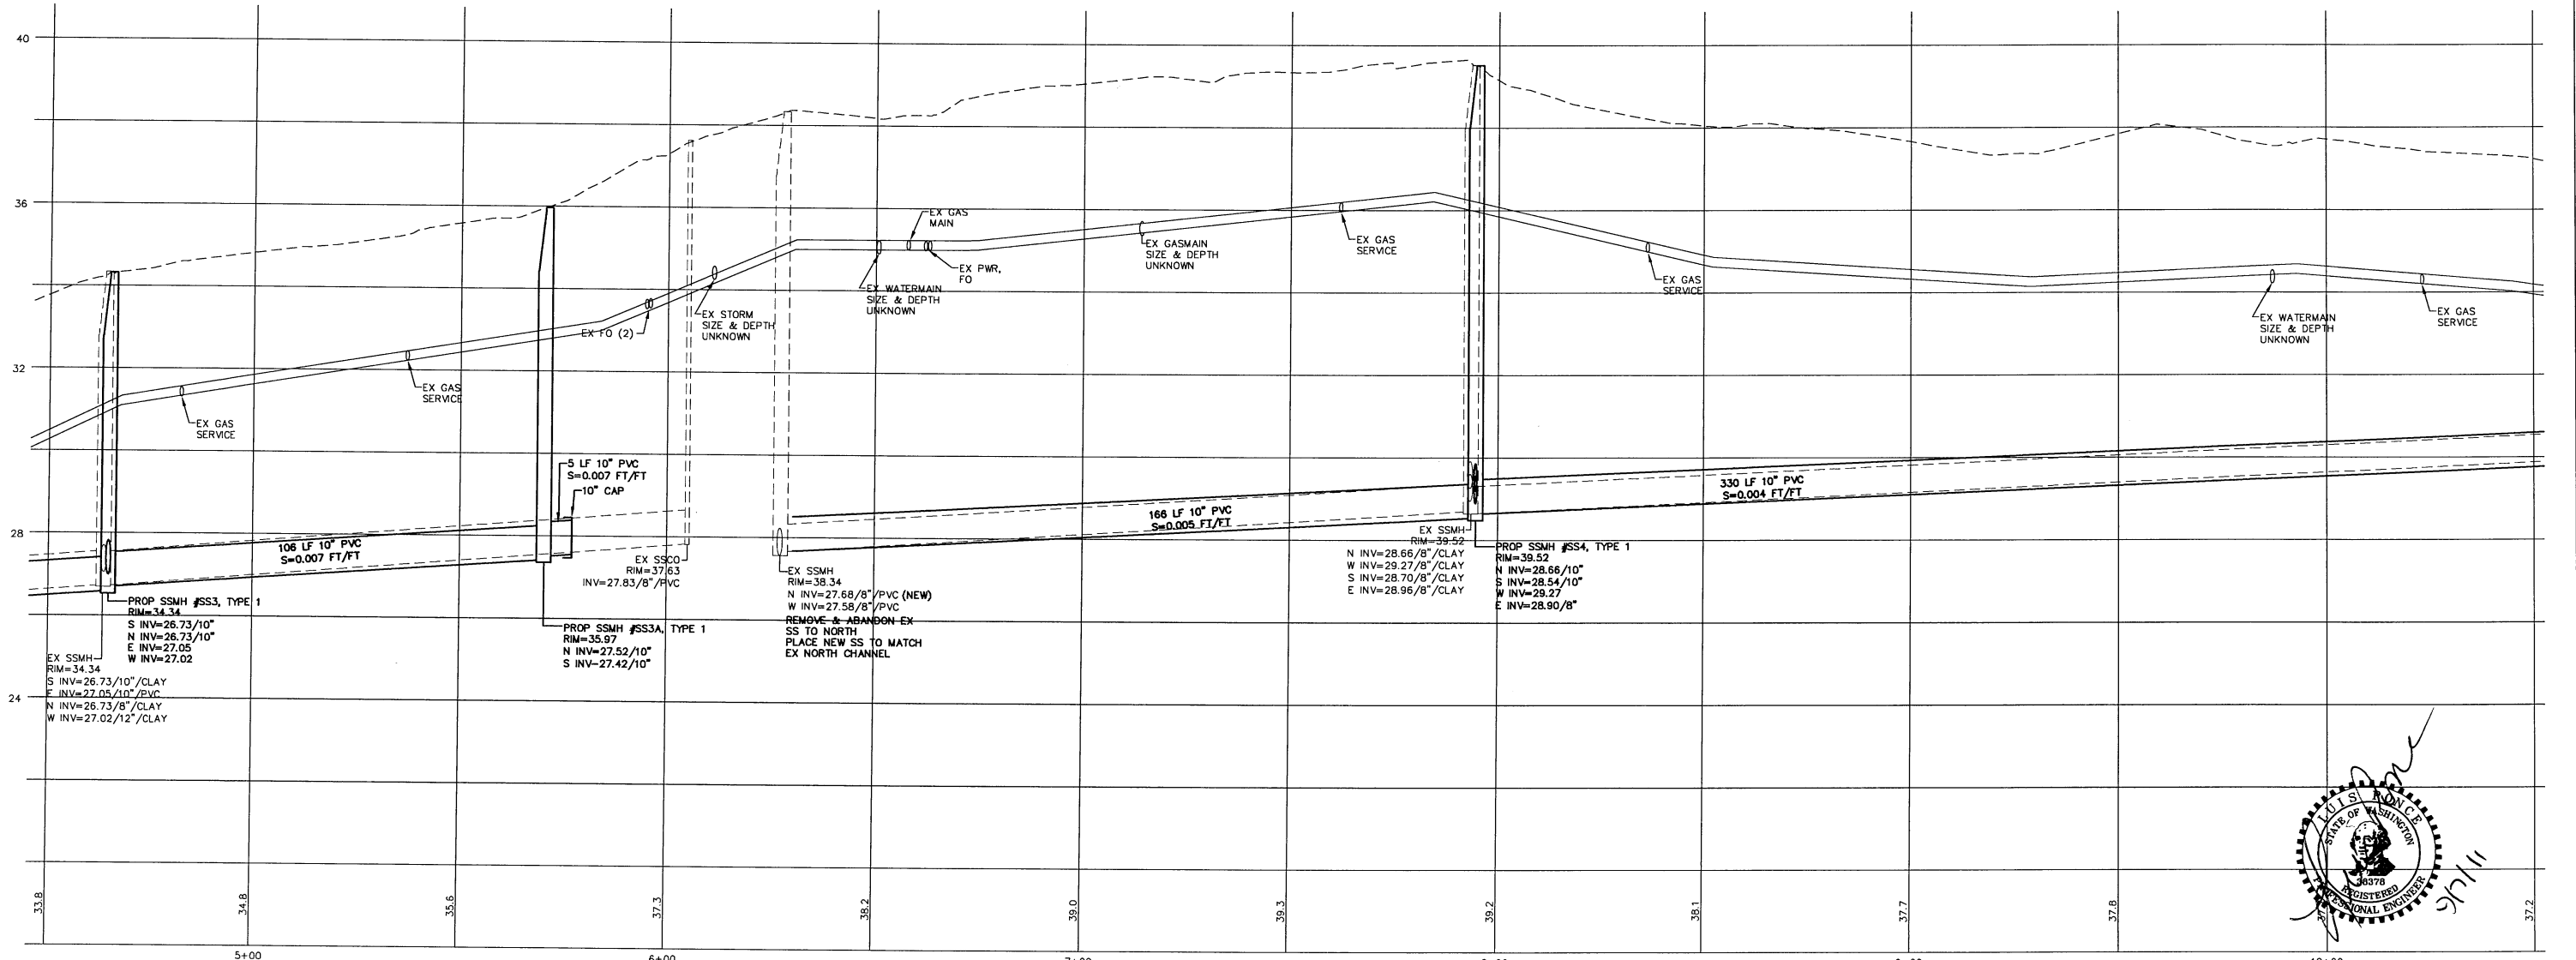 40
36
32
28
24
EX GAS
SERVICE
EX GAS
SERVICE
EX FO (2)
EX STORM
SIZE & DEPTH
UNKNOWN
EX WATERMAIN
SIZE & DEPTH
UNKNOWN
EX GAS
MAIN
EX PWR,
FO
EX GASMAIN
SIZE & DEPTH
UNKNOWN
EX GAS
SERVICE
EX GAS
SERVICE
EX WATERMAIN
SIZE & DEPTH
UNKNOWN
EX GAS
SERVICE
106 LF 10" PVC
S=0.007 FT/FT
5 LF 10" PVC
S=0.007 FT/FT
10" CAP
166 LF 10" PVC
S=0.005 FT/FT
330 LF 10" PVC
S=0.004 FT/FT
EX SSMH
RIM=34.34
S INV=26.73/10"/CLAY
E INV=27.05/10"/PVC
N INV=26.73/8"/CLAY
W INV=27.02/12"/CLAY
PROP SSMH #SS3, TYPE 1
RIM=34.34
S INV=26.73/10"
N INV=26.73/10"
E INV=27.05
W INV=27.02
PROP SSMH #SS3A, TYPE 1
RIM=35.97
N INV=27.52/10"
S INV=27.42/10"
EX SSCO
RIM=37.63
INV=27.83/8"/PVC
EX SSMH
RIM=38.34
N INV=27.68/8"/PVC (NEW)
W INV=27.58/8"/PVC
REMOVE & ABANDON EX
SS TO NORTH
PLACE NEW SS TO MATCH
EX NORTH CHANNEL
EX SSMH
RIM=39.52
N INV=28.66/8"/CLAY
W INV=29.27/8"/CLAY
S INV=28.70/8"/CLAY
E INV=28.96/8"/CLAY
PROP SSMH #SS4, TYPE 1
RIM=39.52
N INV=28.66/10"
S INV=28.54/10"
W INV=29.27
E INV=28.90/8"
33.8
34.8
35.6
37.3
38.2
39.0
39.3
39.2
38.1
37.7
37.8
37.2
5+00
6+00
LUIS PONCE
STATE OF WASHINGTON
38378
REGISTERED
PROFESSIONAL ENGINEER